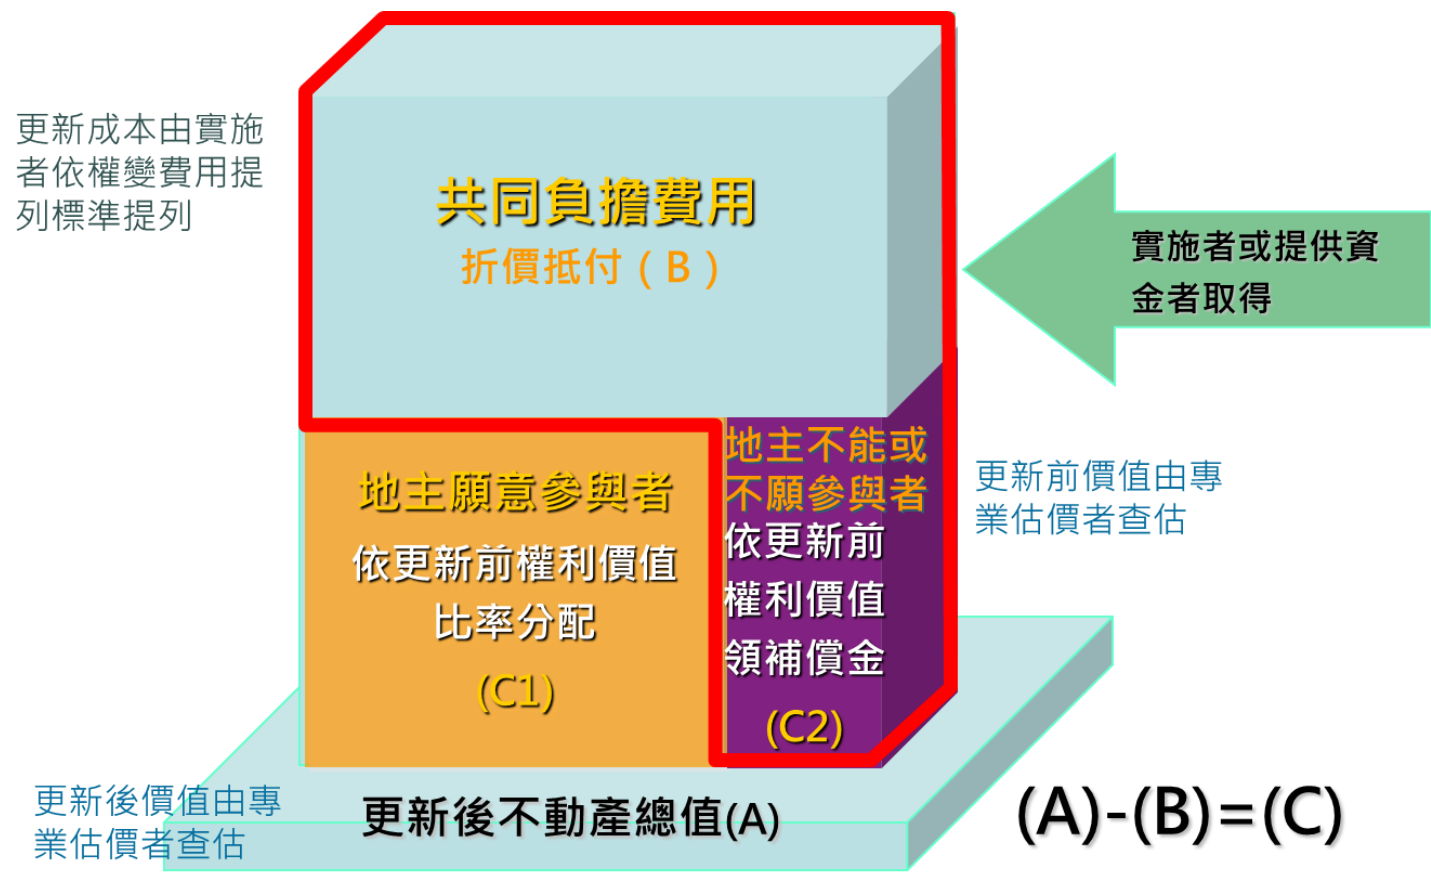 更新成本由實施
者依權變費用提
列標準提列
共同負擔費用
折價抵付（B）
實施者或提供資
金者取得
地主願意參與者
依更新前權利價值
比率分配
(C1)
地主不能或
不願參與者
依更新前
權利價值
領補償金
(C2)
更新前價值由專
業估價者查估
更新後價值由專
業估價者查估
更新後不動產總值(A)
(A)-(B)=(C)